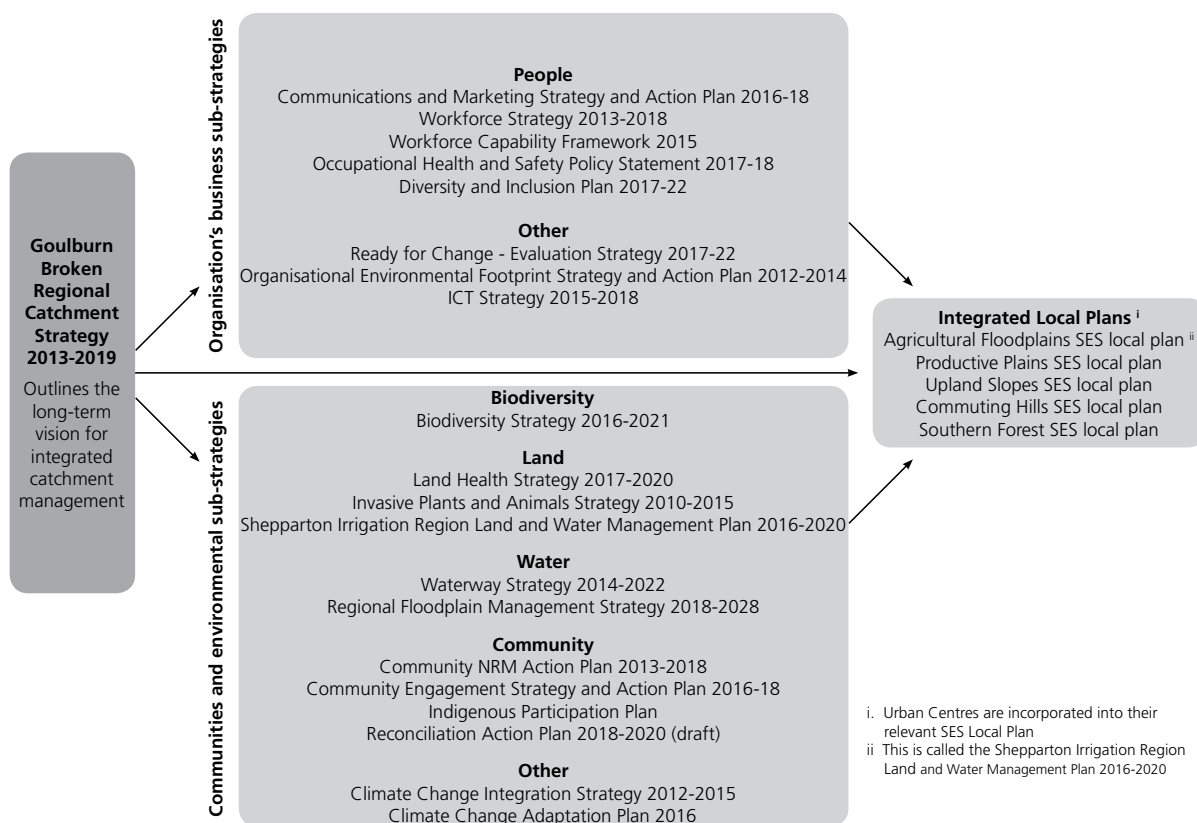 Goulburn
Broken
Regional
Catchment
Strategy
2013-2019
Outlines the
long-term
vision for
integrated
catchment
management
Organisation's business sub-strategies
People
Communications and Marketing Strategy and Action Plan 2016-18
Workforce Strategy 2013-2018
Workforce Capability Framework 2015
Occupational Health and Safety Policy Statement 2017-18
Diversity and Inclusion Plan 2017-22
Other
Ready for Change - Evaluation Strategy 2017-22
Organisational Environmental Footprint Strategy and Action Plan 2012-2014
ICT Strategy 2015-2018
Communities and environmental sub-strategies
Biodiversity
Biodiversity Strategy 2016-2021
Land
Land Health Strategy 2017-2020
Invasive Plants and Animals Strategy 2010-2015
Shepparton Irrigation Region Land and Water Management Plan 2016-2020
Water
Waterway Strategy 2014-2022
Regional Floodplain Management Strategy 2018-2028
Community
Community NRM Action Plan 2013-2018
Community Engagement Strategy and Action Plan 2016-18
Indigenous Participation Plan
Reconciliation Action Plan 2018-2020 (draft)
Other
Climate Change Integration Strategy 2012-2015
Climate Change Adaptation Plan 2016
Integrated Local Plans i
Agricultural Floodplains SES local plan ii
Productive Plains SES local plan
Upland Slopes SES local plan
Commuting Hills SES local plan
Southern Forest SES local plan
i. Urban Centres are incorporated into their
relevant SES Local Plan
ii This is called the Shepparton Irrigation Region
Land and Water Management Plan 2016-2020